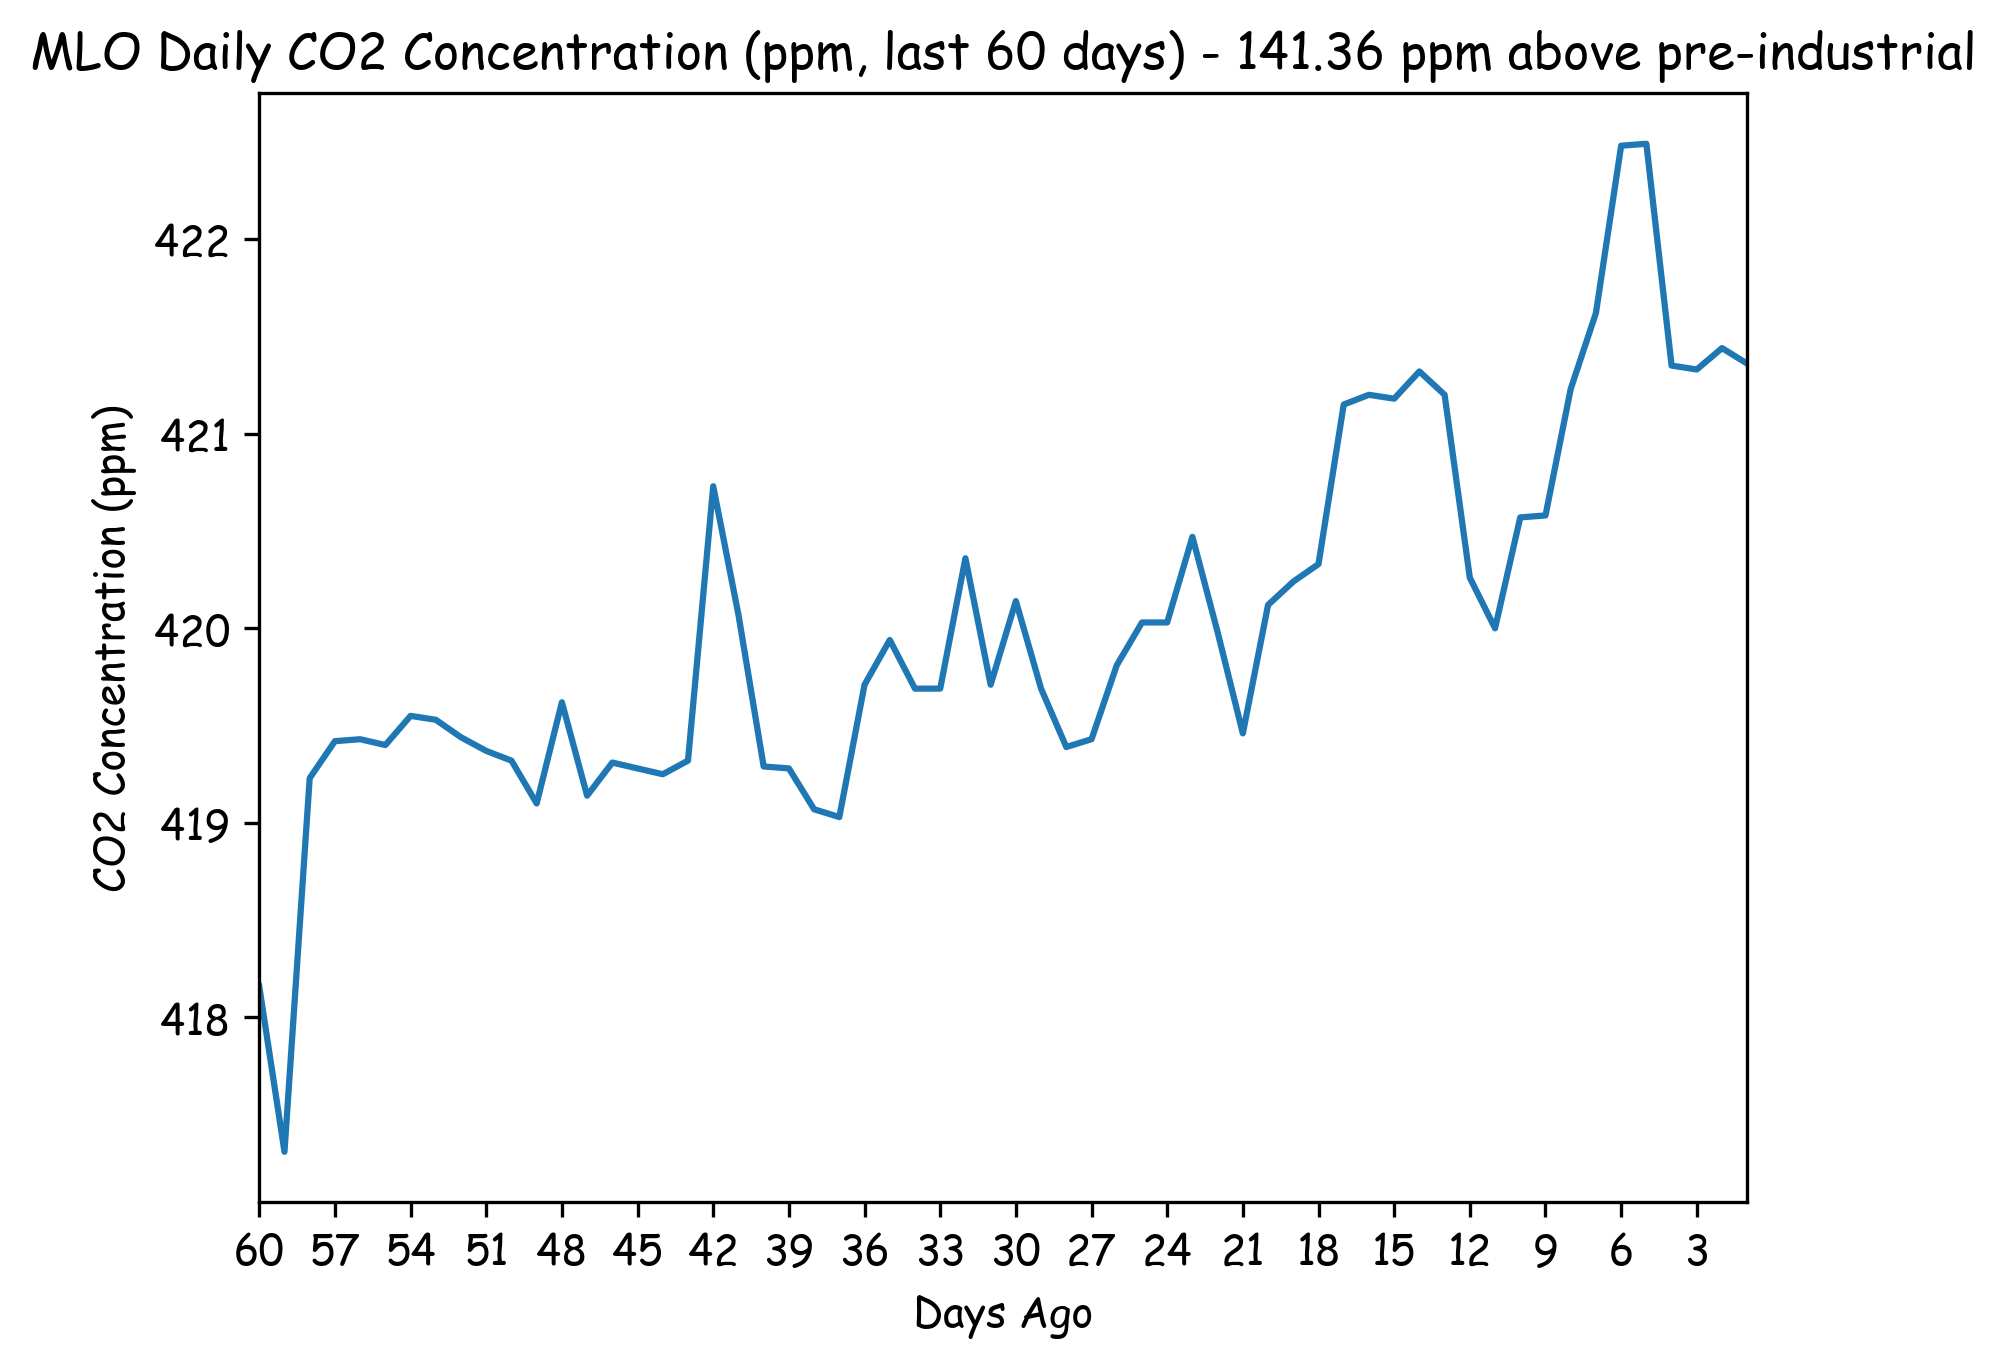 MLO Daily CO2 Concentration (ppm, last 60 days) - 141.36 ppm above pre-industrial
422
421
420
419
418
CO2 Concentration (ppm)
60 57 54 51 48 45 42 39 36 33 30 27 24 21 18 15 12 9 6 3
Days Ago